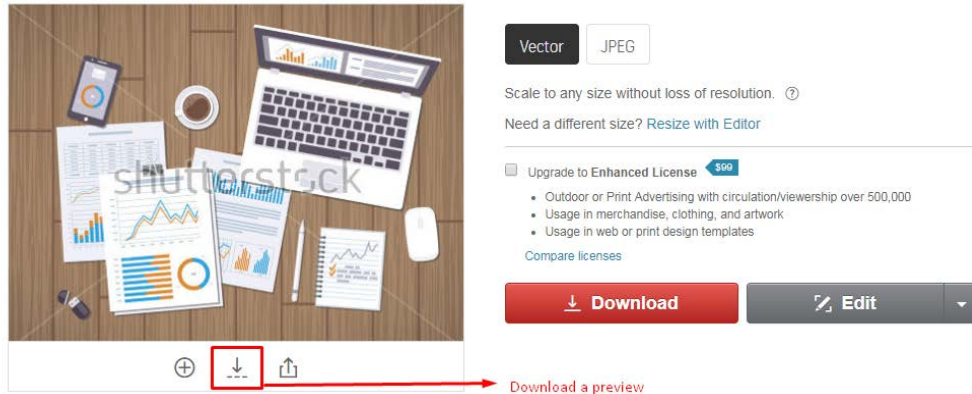 shutterstock
Vector
JPEG
Scale to any size without loss of resolution. ?
Need a different size? Resize with Editor
Upgrade to Enhanced License $99
Outdoor or Print Advertising with circulation/viewership over 500,000
Usage in merchandise, clothing, and artwork
Usage in web or print design templates
Compare licenses
Download
Edit
Download a preview